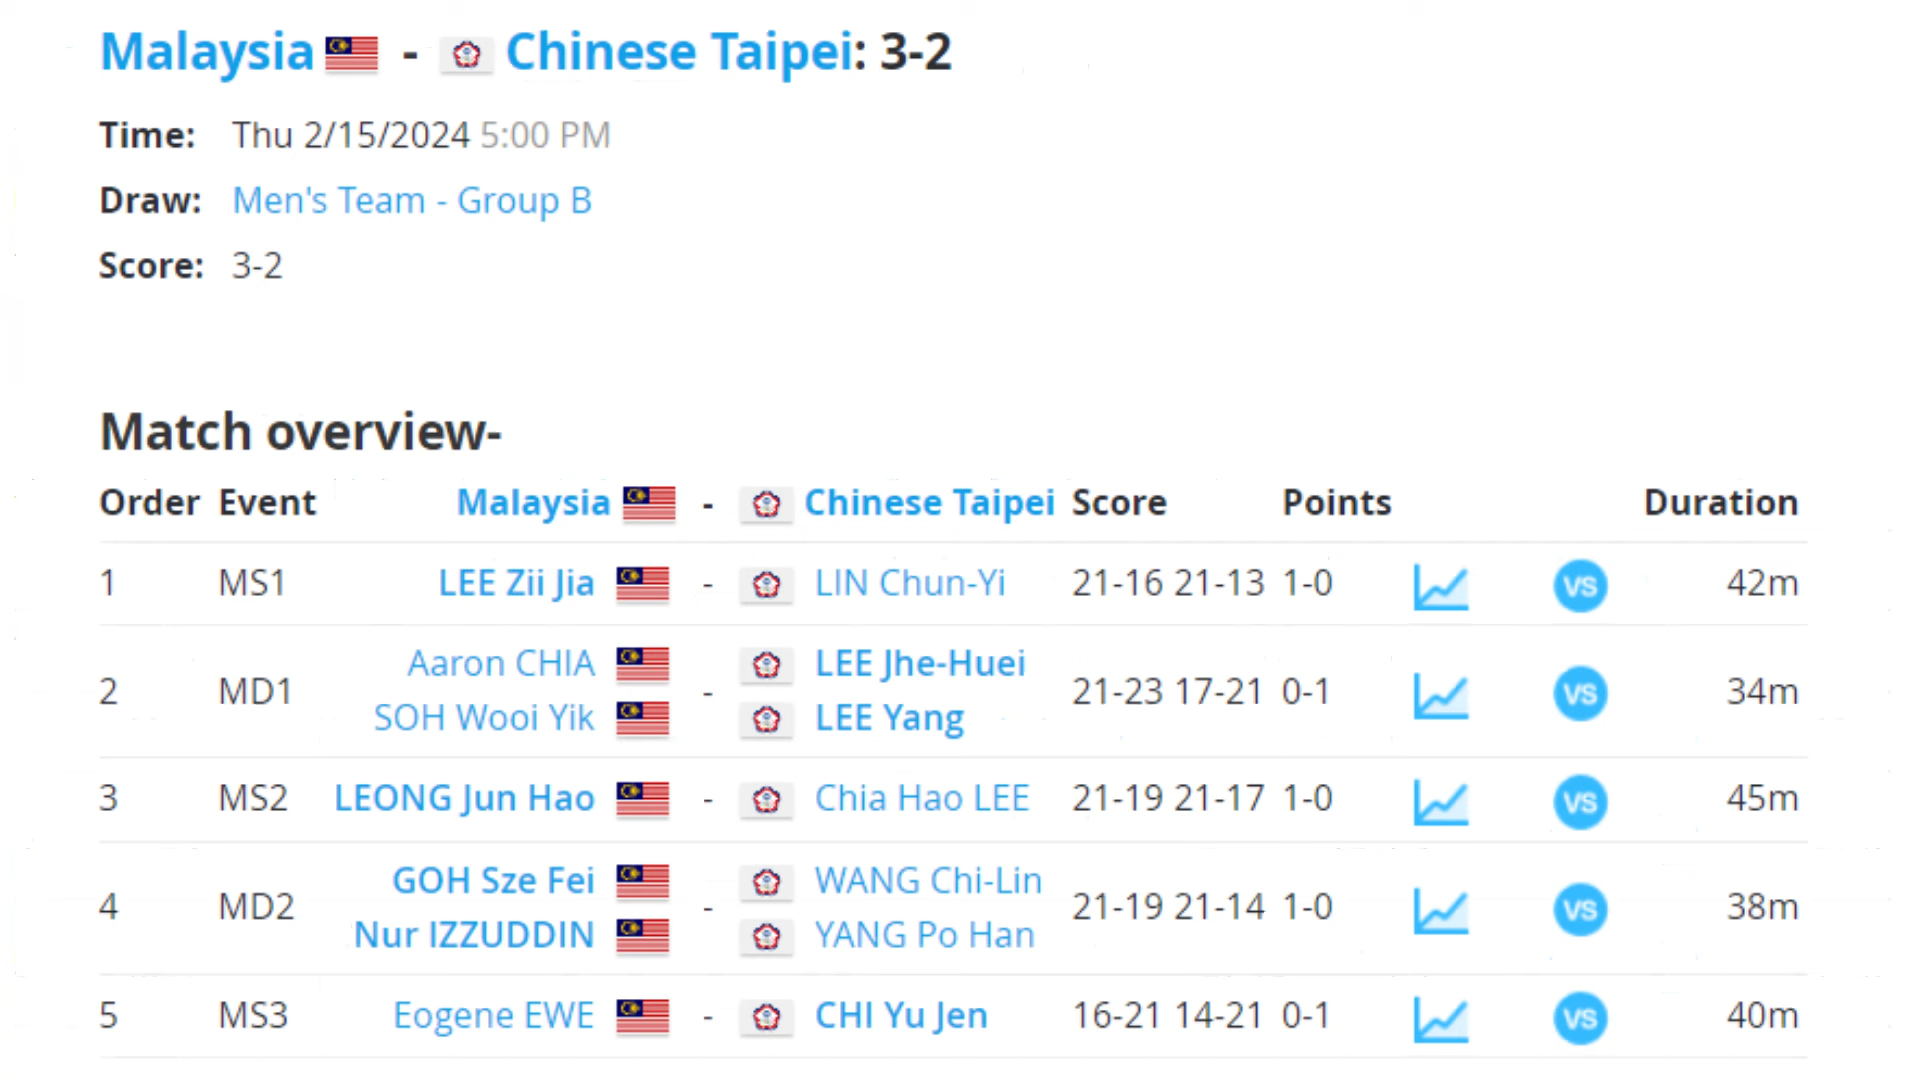 Malaysia - Chinese Taipei: 3-2
Time: Thu 2/15/2024 5:00 PM
Draw: Men's Team - Group B
Score: 3-2
Match overview-
Order Event Malaysia - Chinese Taipei Score Points Duration
1 MS1 LEE Zii Jia - LIN Chun-Yi 21-16 21-13 1-0 VS 42m
Aaron CHIA LEE Jhe-Huei
2 MD1 - 21-23 17-21 0-1 VS 34m
SOH Wooi Yik LEE Yang
3 MS2 LEONG Jun Hao - Chia Hao LEE 21-19 21-17 1-0 VS 45m
GOH Sze Fei WANG Chi-Lin
4 MD2 - 21-19 21-14 1-0 VS 38m
Nur IZZUDDIN YANG Po Han
5 MS3 Eogene EWE - CHI Yu Jen 16-21 14-21 0-1 VS 40m